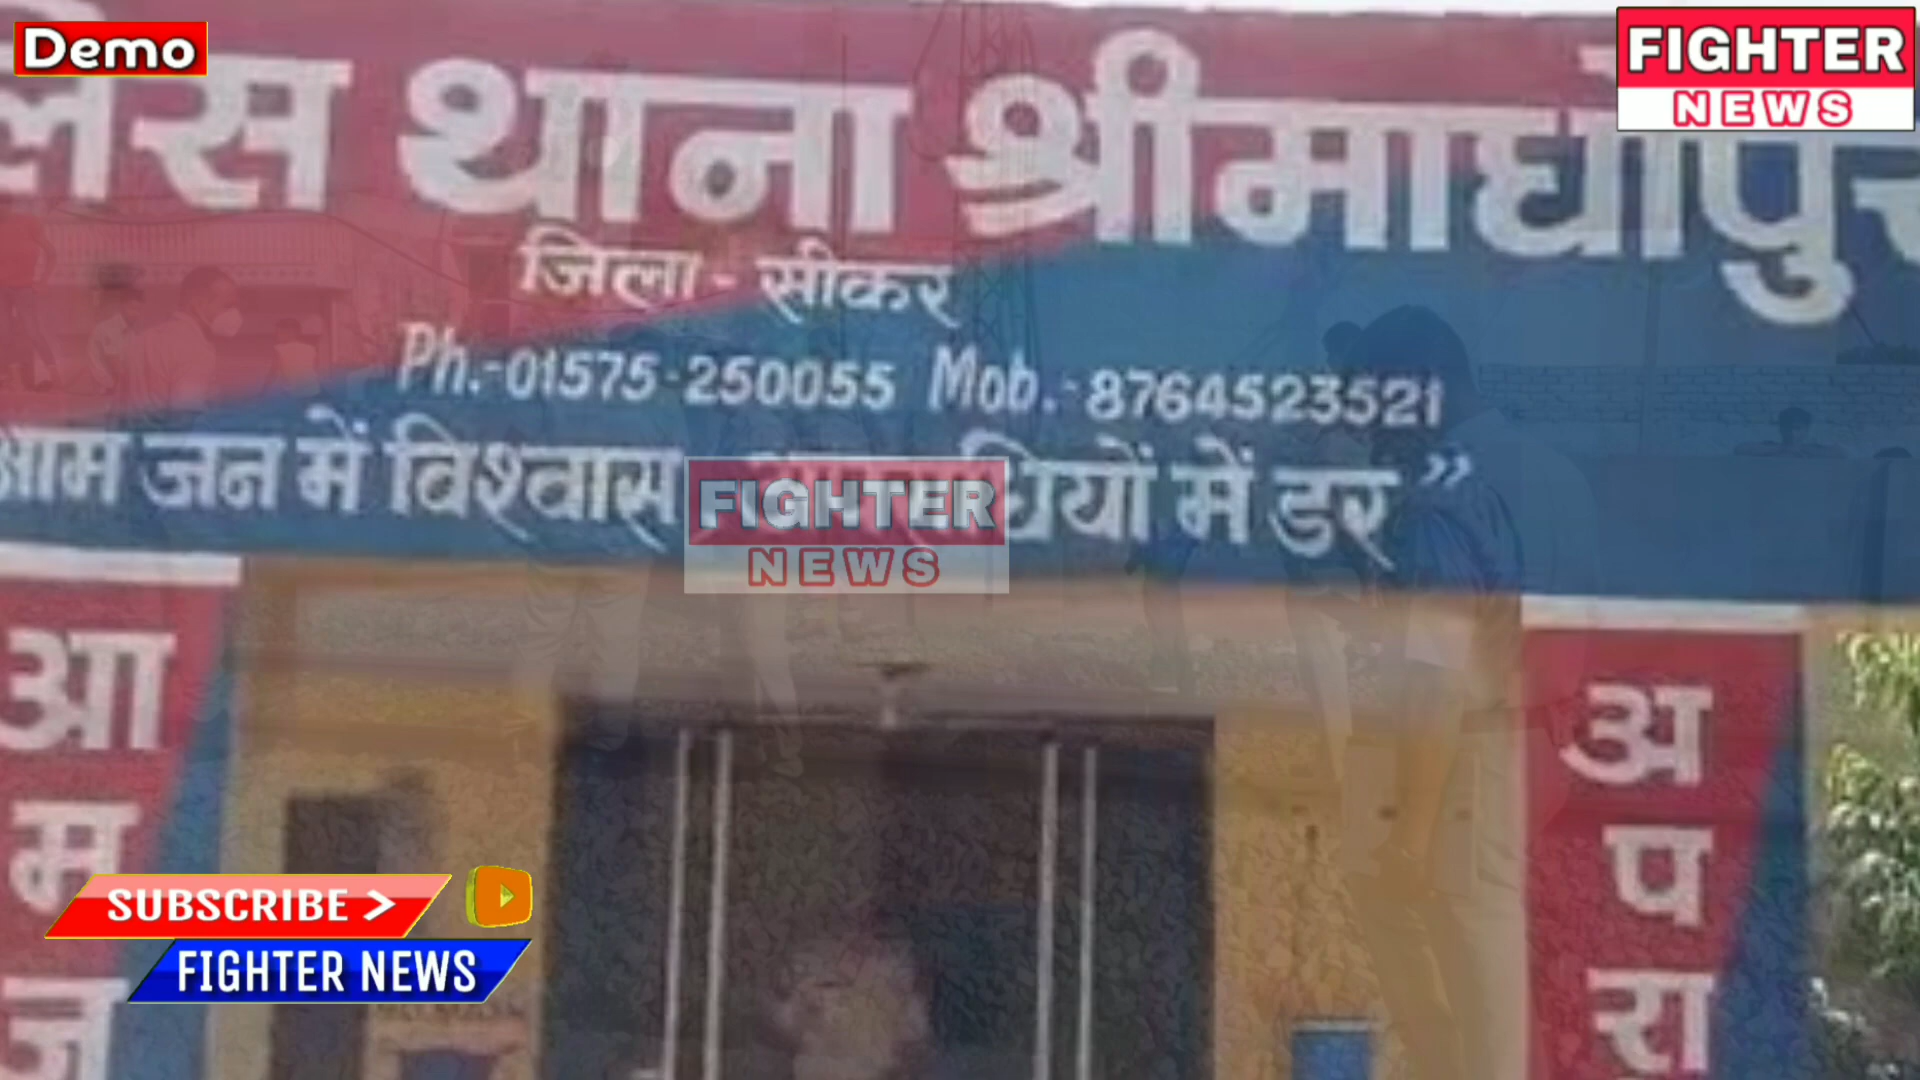 Demo
FIGHTER
NEWS
लिस थाना श्रीमाधोपुर
जिला - सीकर
Ph.-01575-250055 Mob.-8764523521
आम जन में विश्वास में डर"
FIGHTER
NEWS
आ
म
ज
अ
प
रा
SUBSCRIBE >
FIGHTER NEWS